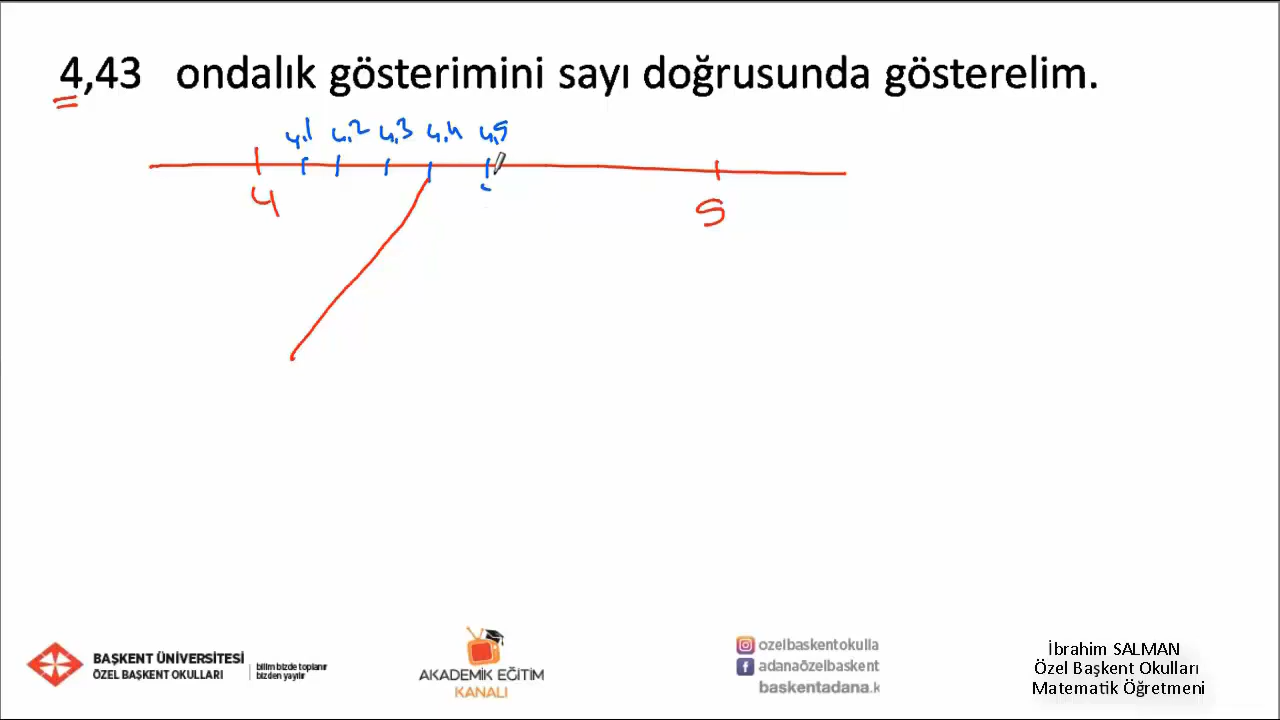 4,43 ondalık gösterimini sayı doğrusunda gösterelim.
4,1 4,2 4,3 4,4 4,5
4 5
BAŞKENT ÜNİVERSİTESİ
ÖZEL BAŞKENT OKULLARI
bilim bizde toplanır
bizden yayılır
AKADEMİK EĞİTİM
KANALI
ozelbaskentokulla
adanaözelbaskent
baskentadana.k
İbrahim SALMAN
Özel Başkent Okulları
Matematik Öğretmeni